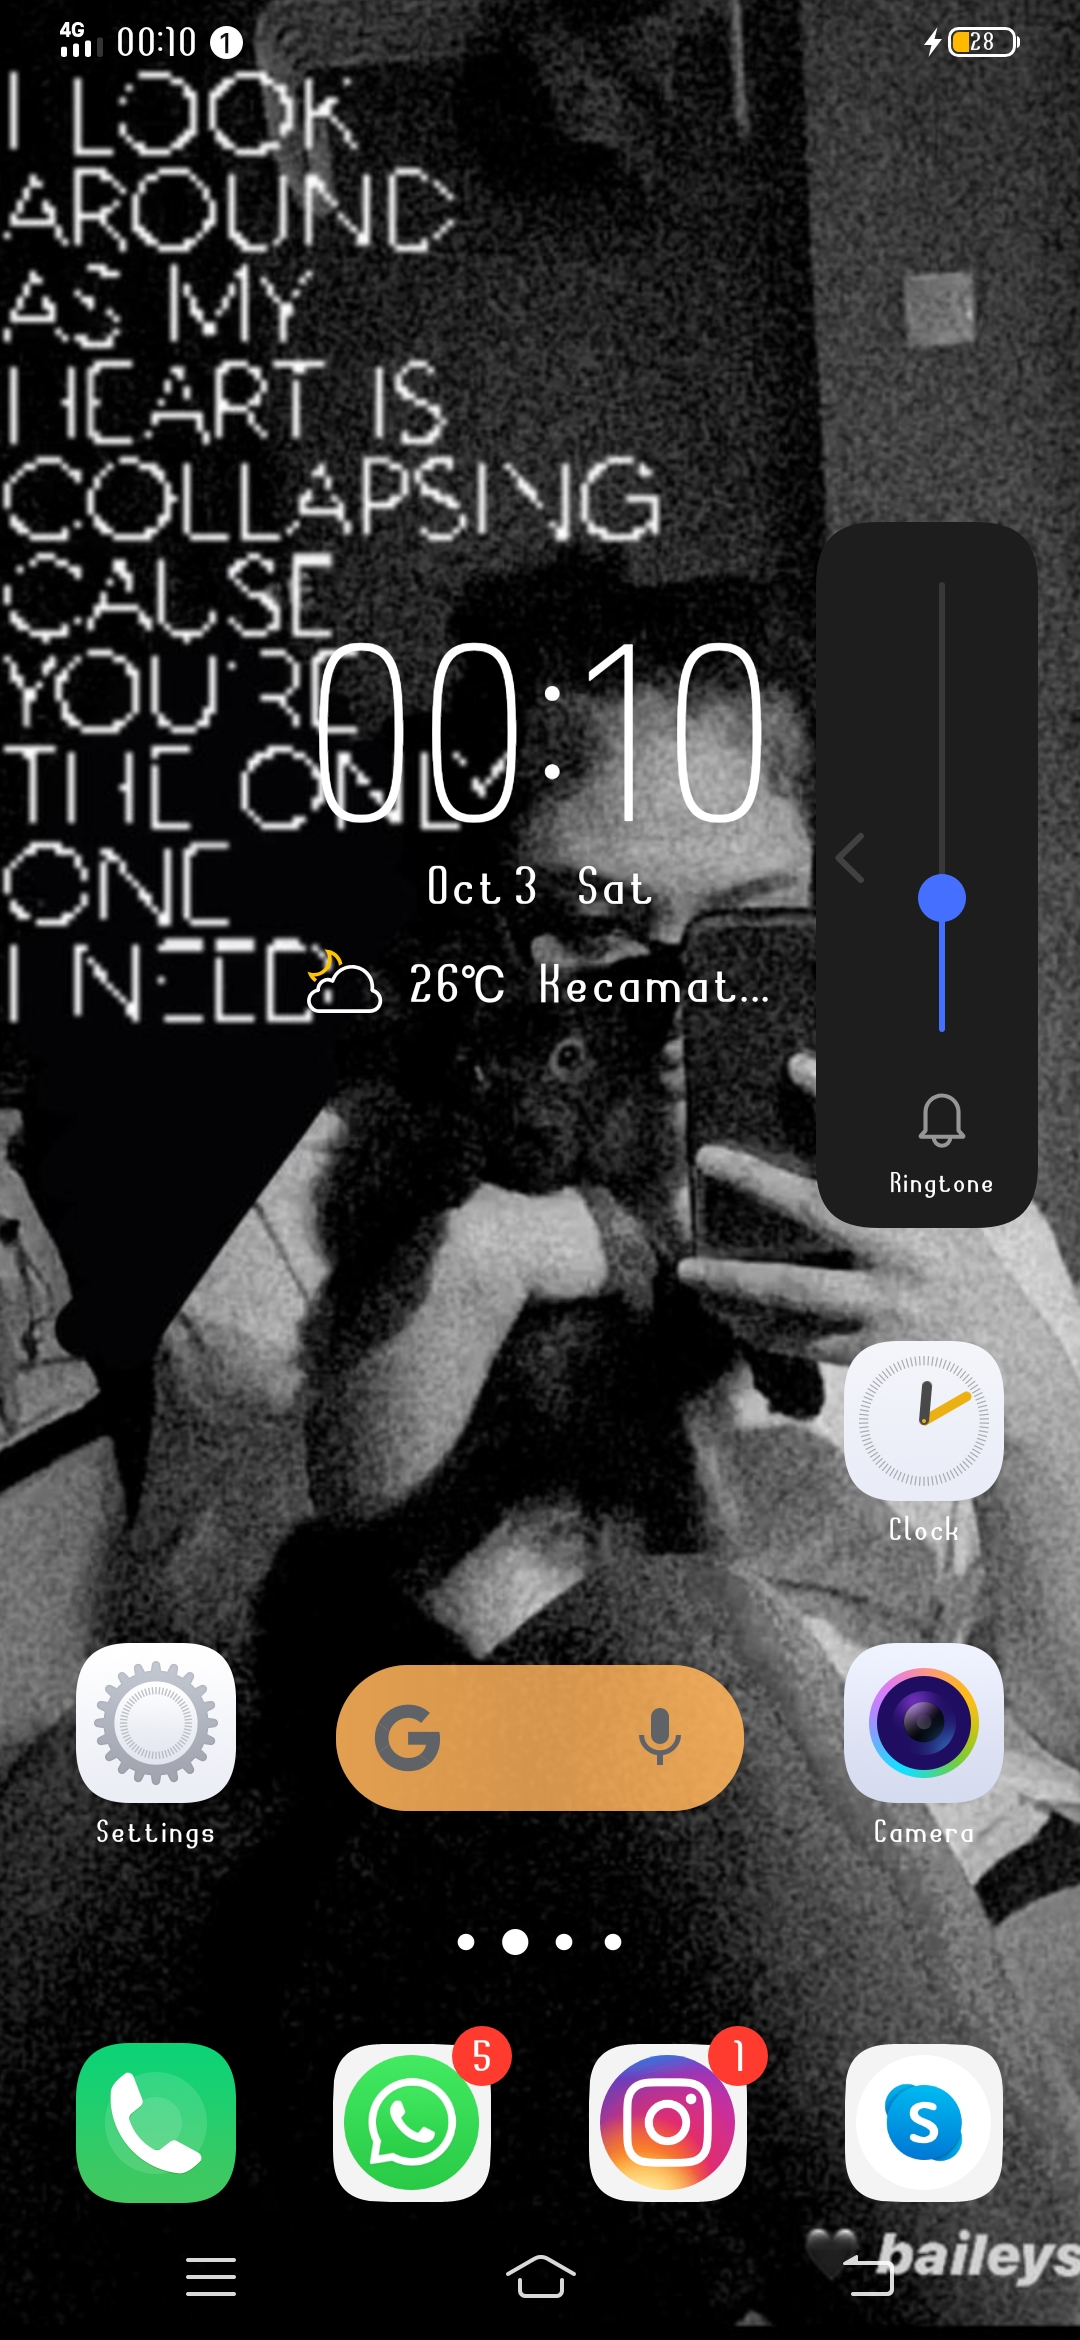 4G 00:10 1 28
I LOOK
AROUND
AS MY
HEART IS
COLLAPSING
CAUSE
YOU'RE
THE ONLY
ONE
I NEED
00:10
Oct 3 Sat
26°C Kecamat...
Ringtone
Clock
G
Settings
Camera
5 1
S
baileys